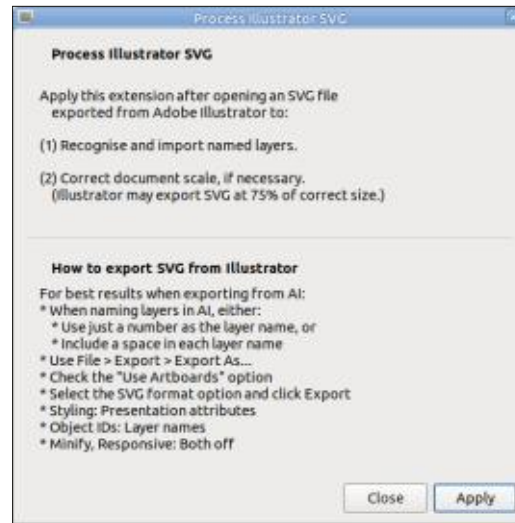 Process Illustrator SVG
Process Illustrator SVG
Apply this extension after opening an SVG file
exported from Adobe Illustrator to:
(1) Recognise and import named layers.
(2) Correct document scale, if necessary.
(Illustrator may export SVG at 75% of correct size.)
How to export SVG from Illustrator
For best results when exporting from AI:
* When naming layers in AI, either:
* Use just a number as the layer name, or
* Include a space in each layer name
* Use File > Export > Export As...
* Check the "Use Artboards" option
* Select the SVG format option and click Export
* Styling: Presentation attributes
* Object IDs: Layer names
* Minify, Responsive: Both off
Close Apply